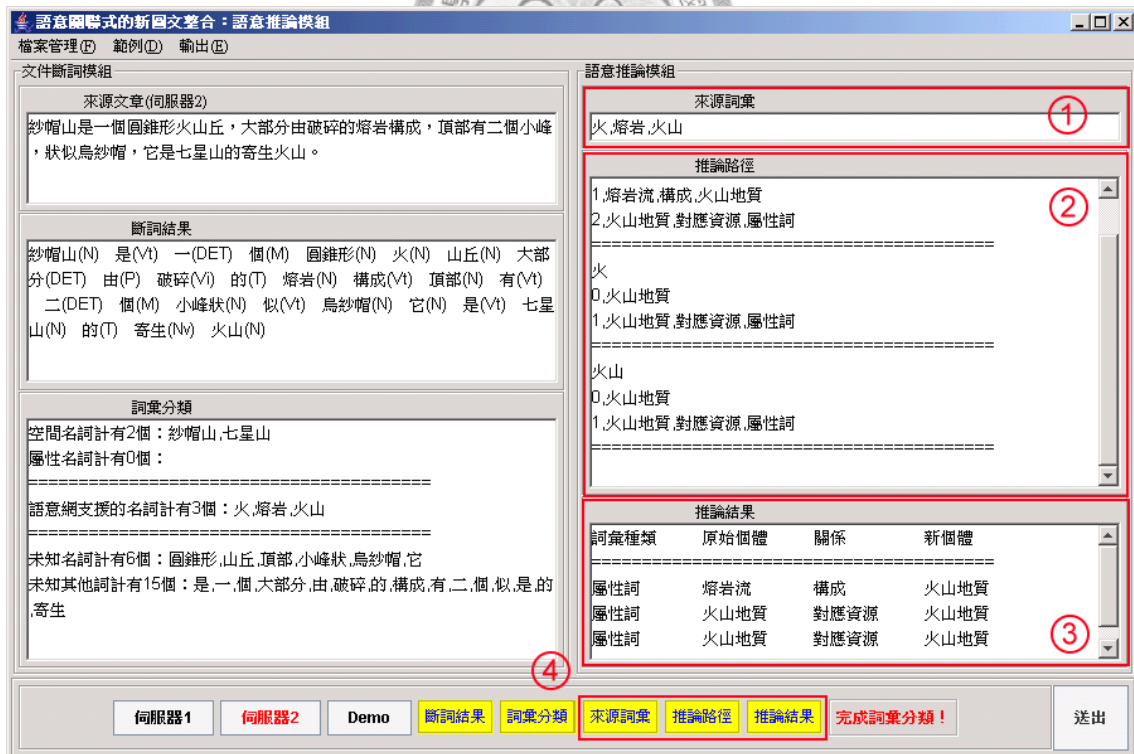 語意關聯式的新圖文整合：語意推論模組
檔案管理(F) 範例(D) 輸出(E)
文件斷詞模組
來源文章(伺服器2)
紗帽山是一個圓錐形火山丘，大部分由破碎的熔岩構成，頂部有二個小峰
，狀似烏紗帽，它是七星山的寄生火山。
斷詞結果
紗帽山(N) 是(Vt) 一(DET) 個(M) 圓錐形(N) 火(N) 山丘(N) 大部
分(DET) 由(P) 破碎(Vi) 的(T) 熔岩(N) 構成(Vt) 頂部(N) 有(Vt)
二(DET) 個(M) 小峰狀(N) 似(Vt) 烏紗帽(N) 它(N) 是(Vt) 七星
山(N) 的(T) 寄生(Nv) 火山(N)
詞彙分類
空間名詞計有2個：紗帽山,七星山
屬性名詞計有0個：
========================================
語意網支援的名詞計有3個：火,熔岩,火山
========================================
未知名詞計有6個：圓錐形,山丘,頂部,小峰狀,烏紗帽,它
未知其他詞計有15個：是,一,個,大部分,由,破碎,的,構成,有,二,個,似,是,的
,寄生
語意推論模組
來源詞彙
①
火,熔岩,火山
推論路徑
②
1,熔岩流,構成,火山地質
2,火山地質,對應資源,屬性詞
========================================
火
0,火山地質
1,火山地質,對應資源,屬性詞
========================================
火山
0,火山地質
1,火山地質,對應資源,屬性詞
========================================
推論結果
詞彙種類 原始個體 關係 新個體
========================================
屬性詞 熔岩流 構成 火山地質
屬性詞 火山地質 對應資源 火山地質
屬性詞 火山地質 對應資源 火山地質
③
④
伺服器1 伺服器2 Demo 斷詞結果 詞彙分類 來源詞彙 推論路徑 推論結果 完成詞彙分類！ 送出